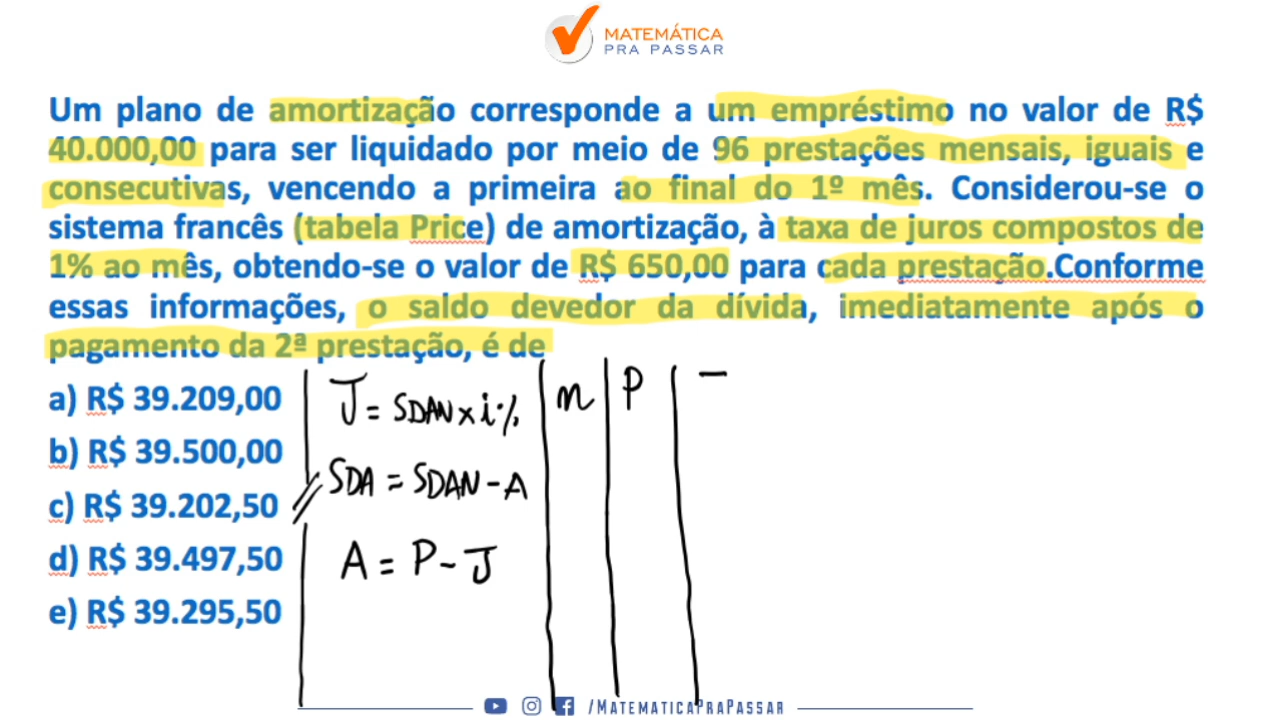 MATEMÁTICA
PRA PASSAR
Um plano de amortização corresponde a um empréstimo no valor de R$
40.000,00 para ser liquidado por meio de 96 prestações mensais, iguais e
consecutivas, vencendo a primeira ao final do 1º mês. Considerou-se o
sistema francês (tabela Price) de amortização, à taxa de juros compostos de
1% ao mês, obtendo-se o valor de R$ 650,00 para cada prestação.Conforme
essas informações, o saldo devedor da dívida, imediatamente após o
pagamento da 2ª prestação, é de
a) R$ 39.209,00
b) R$ 39.500,00
c) R$ 39.202,50
d) R$ 39.497,50
e) R$ 39.295,50
J = SDAN x i%
SDA = SDAN - A
A = P - J
n P
/MATEMATICAPRAPASSAR